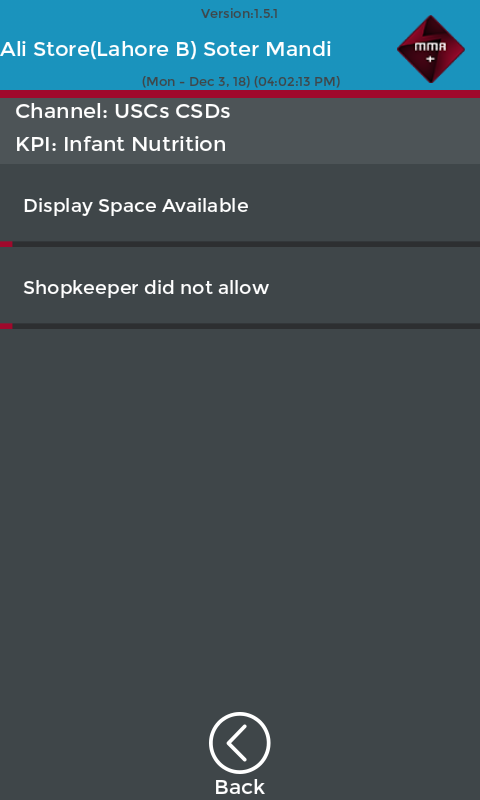 Version:1.5.1
Ali Store(Lahore B) Soter Mandi
MMA
+
(Mon - Dec 3, 18) (04:02:13 PM)
Channel: USCs CSDs
KPI: Infant Nutrition
Display Space Available
Shopkeeper did not allow
Back